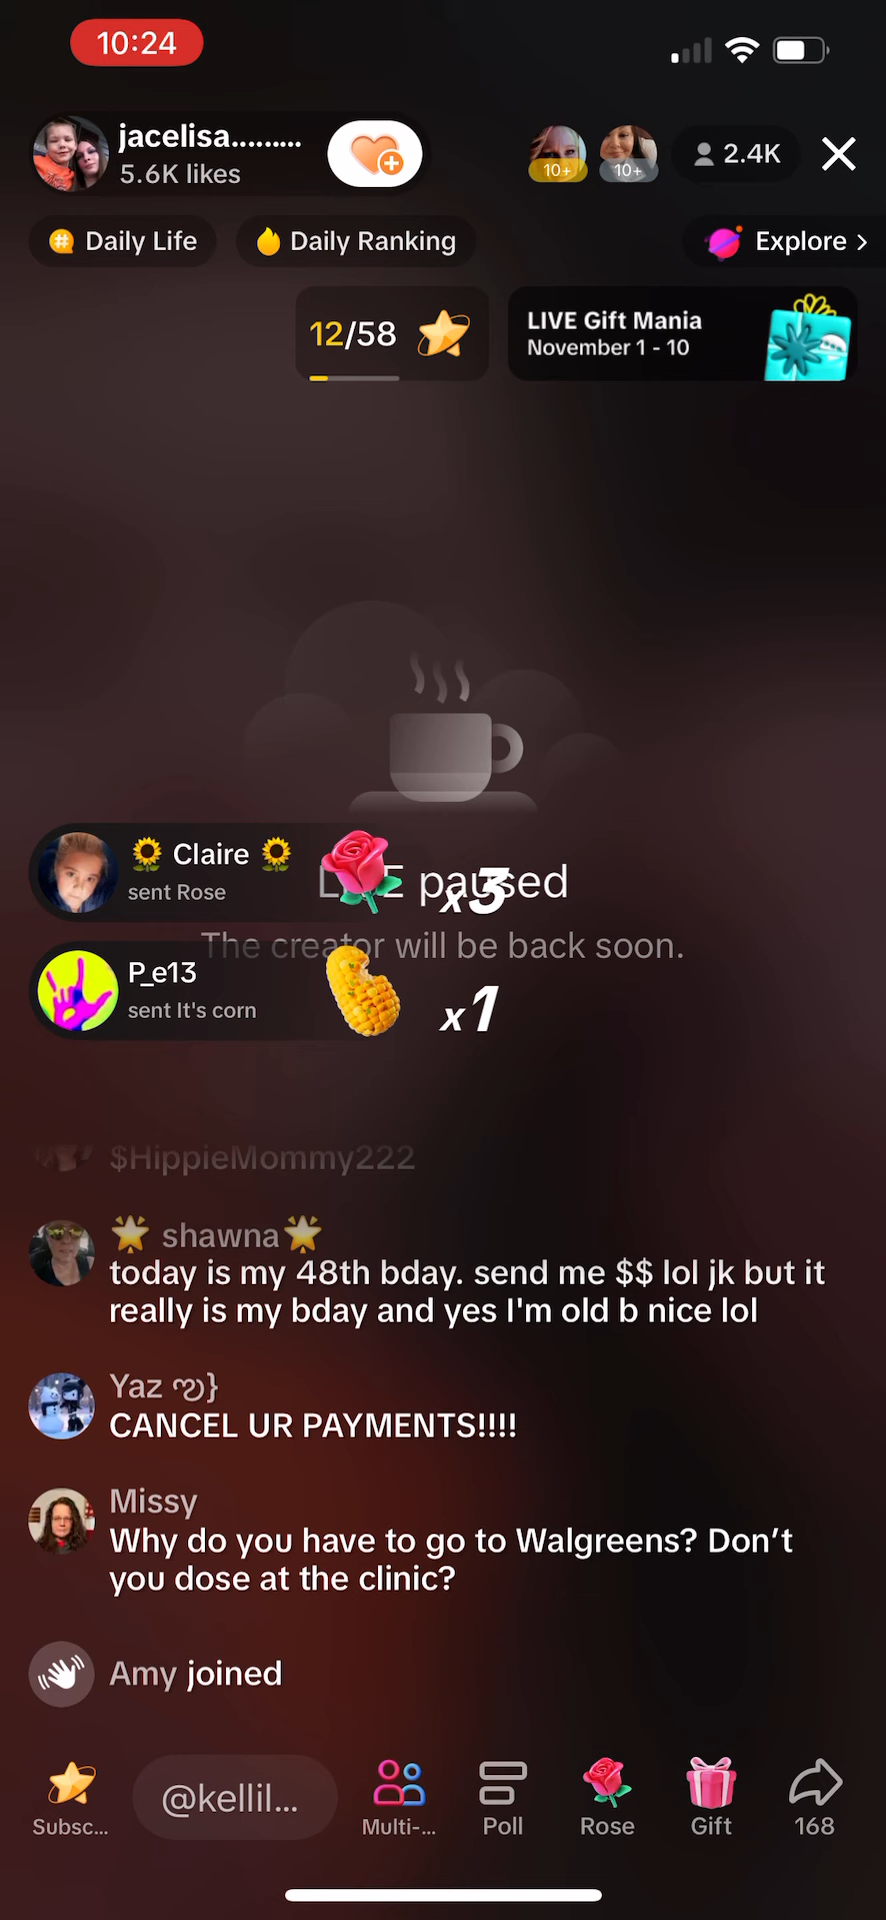 10:24
jacelisa.........
5.6K likes
10+
10+
2.4K
Daily Life
Daily Ranking
Explore >
12/58
LIVE Gift Mania
November 1 - 10
LIVE paused
The creator will be back soon.
🌻 Claire 🌻
sent Rose
x3
P_e13
sent It's corn
x1
$HippieMommy222
🌟 shawna🌟
today is my 48th bday. send me $$ lol jk but it
really is my bday and yes I'm old b nice lol
Yaz ꩜}
CANCEL UR PAYMENTS!!!!
Missy
Why do you have to go to Walgreens? Don’t
you dose at the clinic?
Amy joined
Subsc...
@kellil...
Multi-...
Poll
Rose
Gift
168